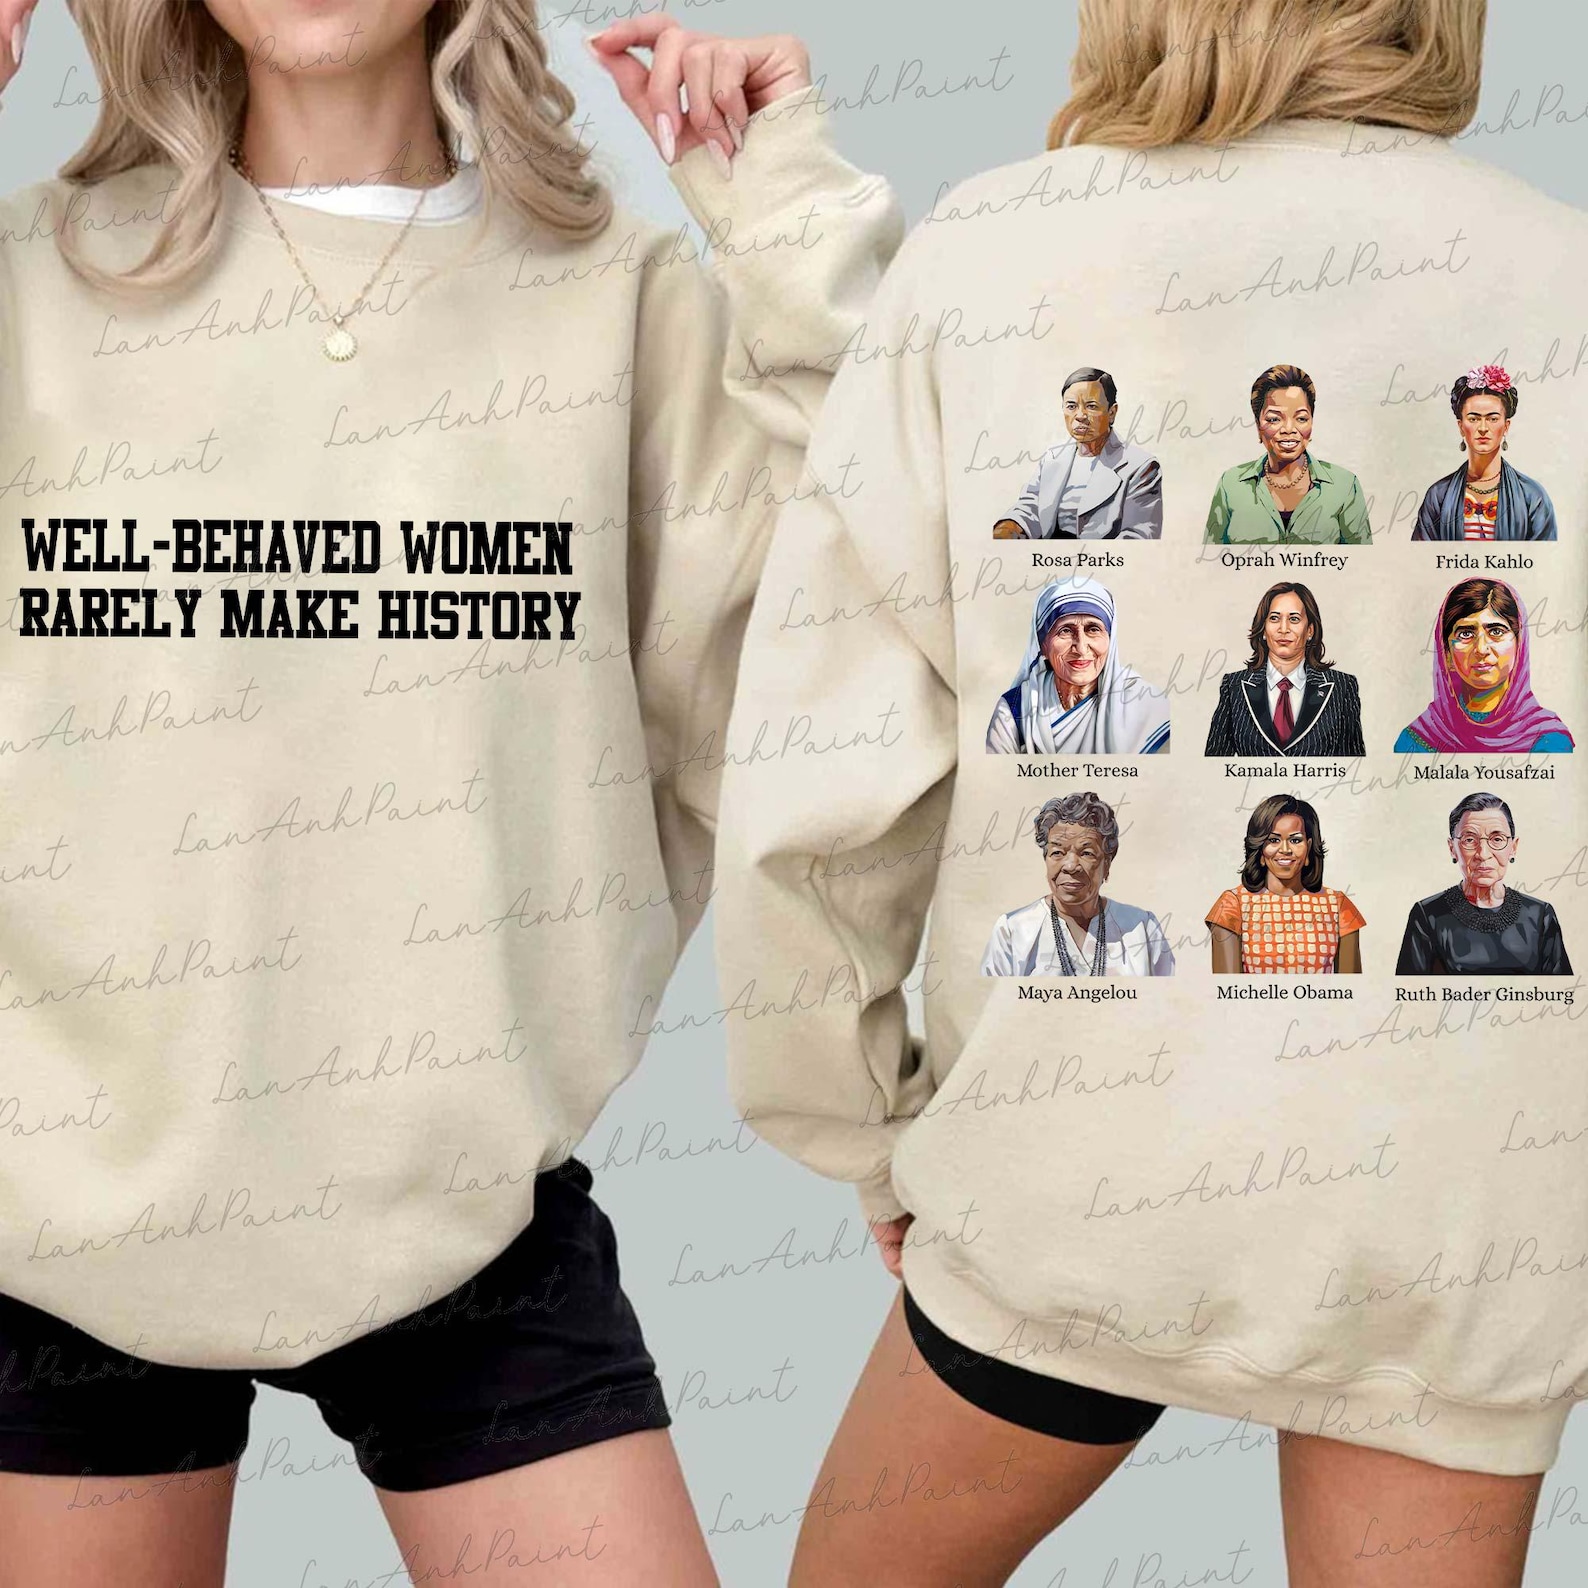 WELL-BEHAVED WOMEN
RARELY MAKE HISTORY
Rosa Parks
Oprah Winfrey
Frida Kahlo
Mother Teresa
Kamala Harris
Malala Yousafzai
Maya Angelou
Michelle Obama
Ruth Bader Ginsburg
LanAnhPaint